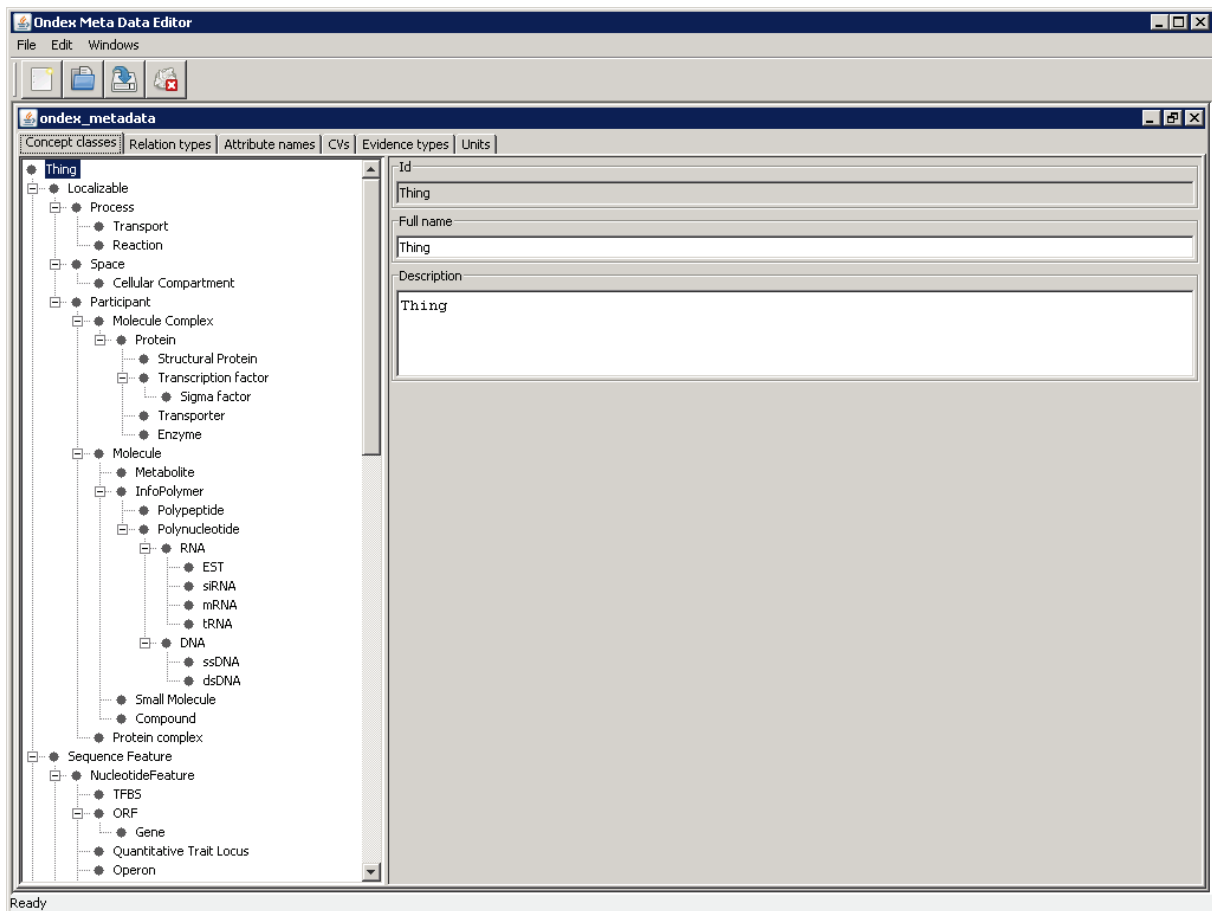 Ondex Meta Data Editor
File Edit Windows
ondex_metadata
Concept classes Relation types Attribute names CVs Evidence types Units
Thing
Localizable
Process
Transport
Reaction
Space
Cellular Compartment
Participant
Molecule Complex
Protein
Structural Protein
Transcription factor
Sigma factor
Transporter
Enzyme
Molecule
Metabolite
InfoPolymer
Polypeptide
Polynucleotide
RNA
EST
siRNA
mRNA
tRNA
DNA
ssDNA
dsDNA
Small Molecule
Compound
Protein complex
Sequence Feature
NucleotideFeature
TFBS
ORF
Gene
Quantitative Trait Locus
Operon
Id
Thing
Full name
Thing
Description
Thing
Ready